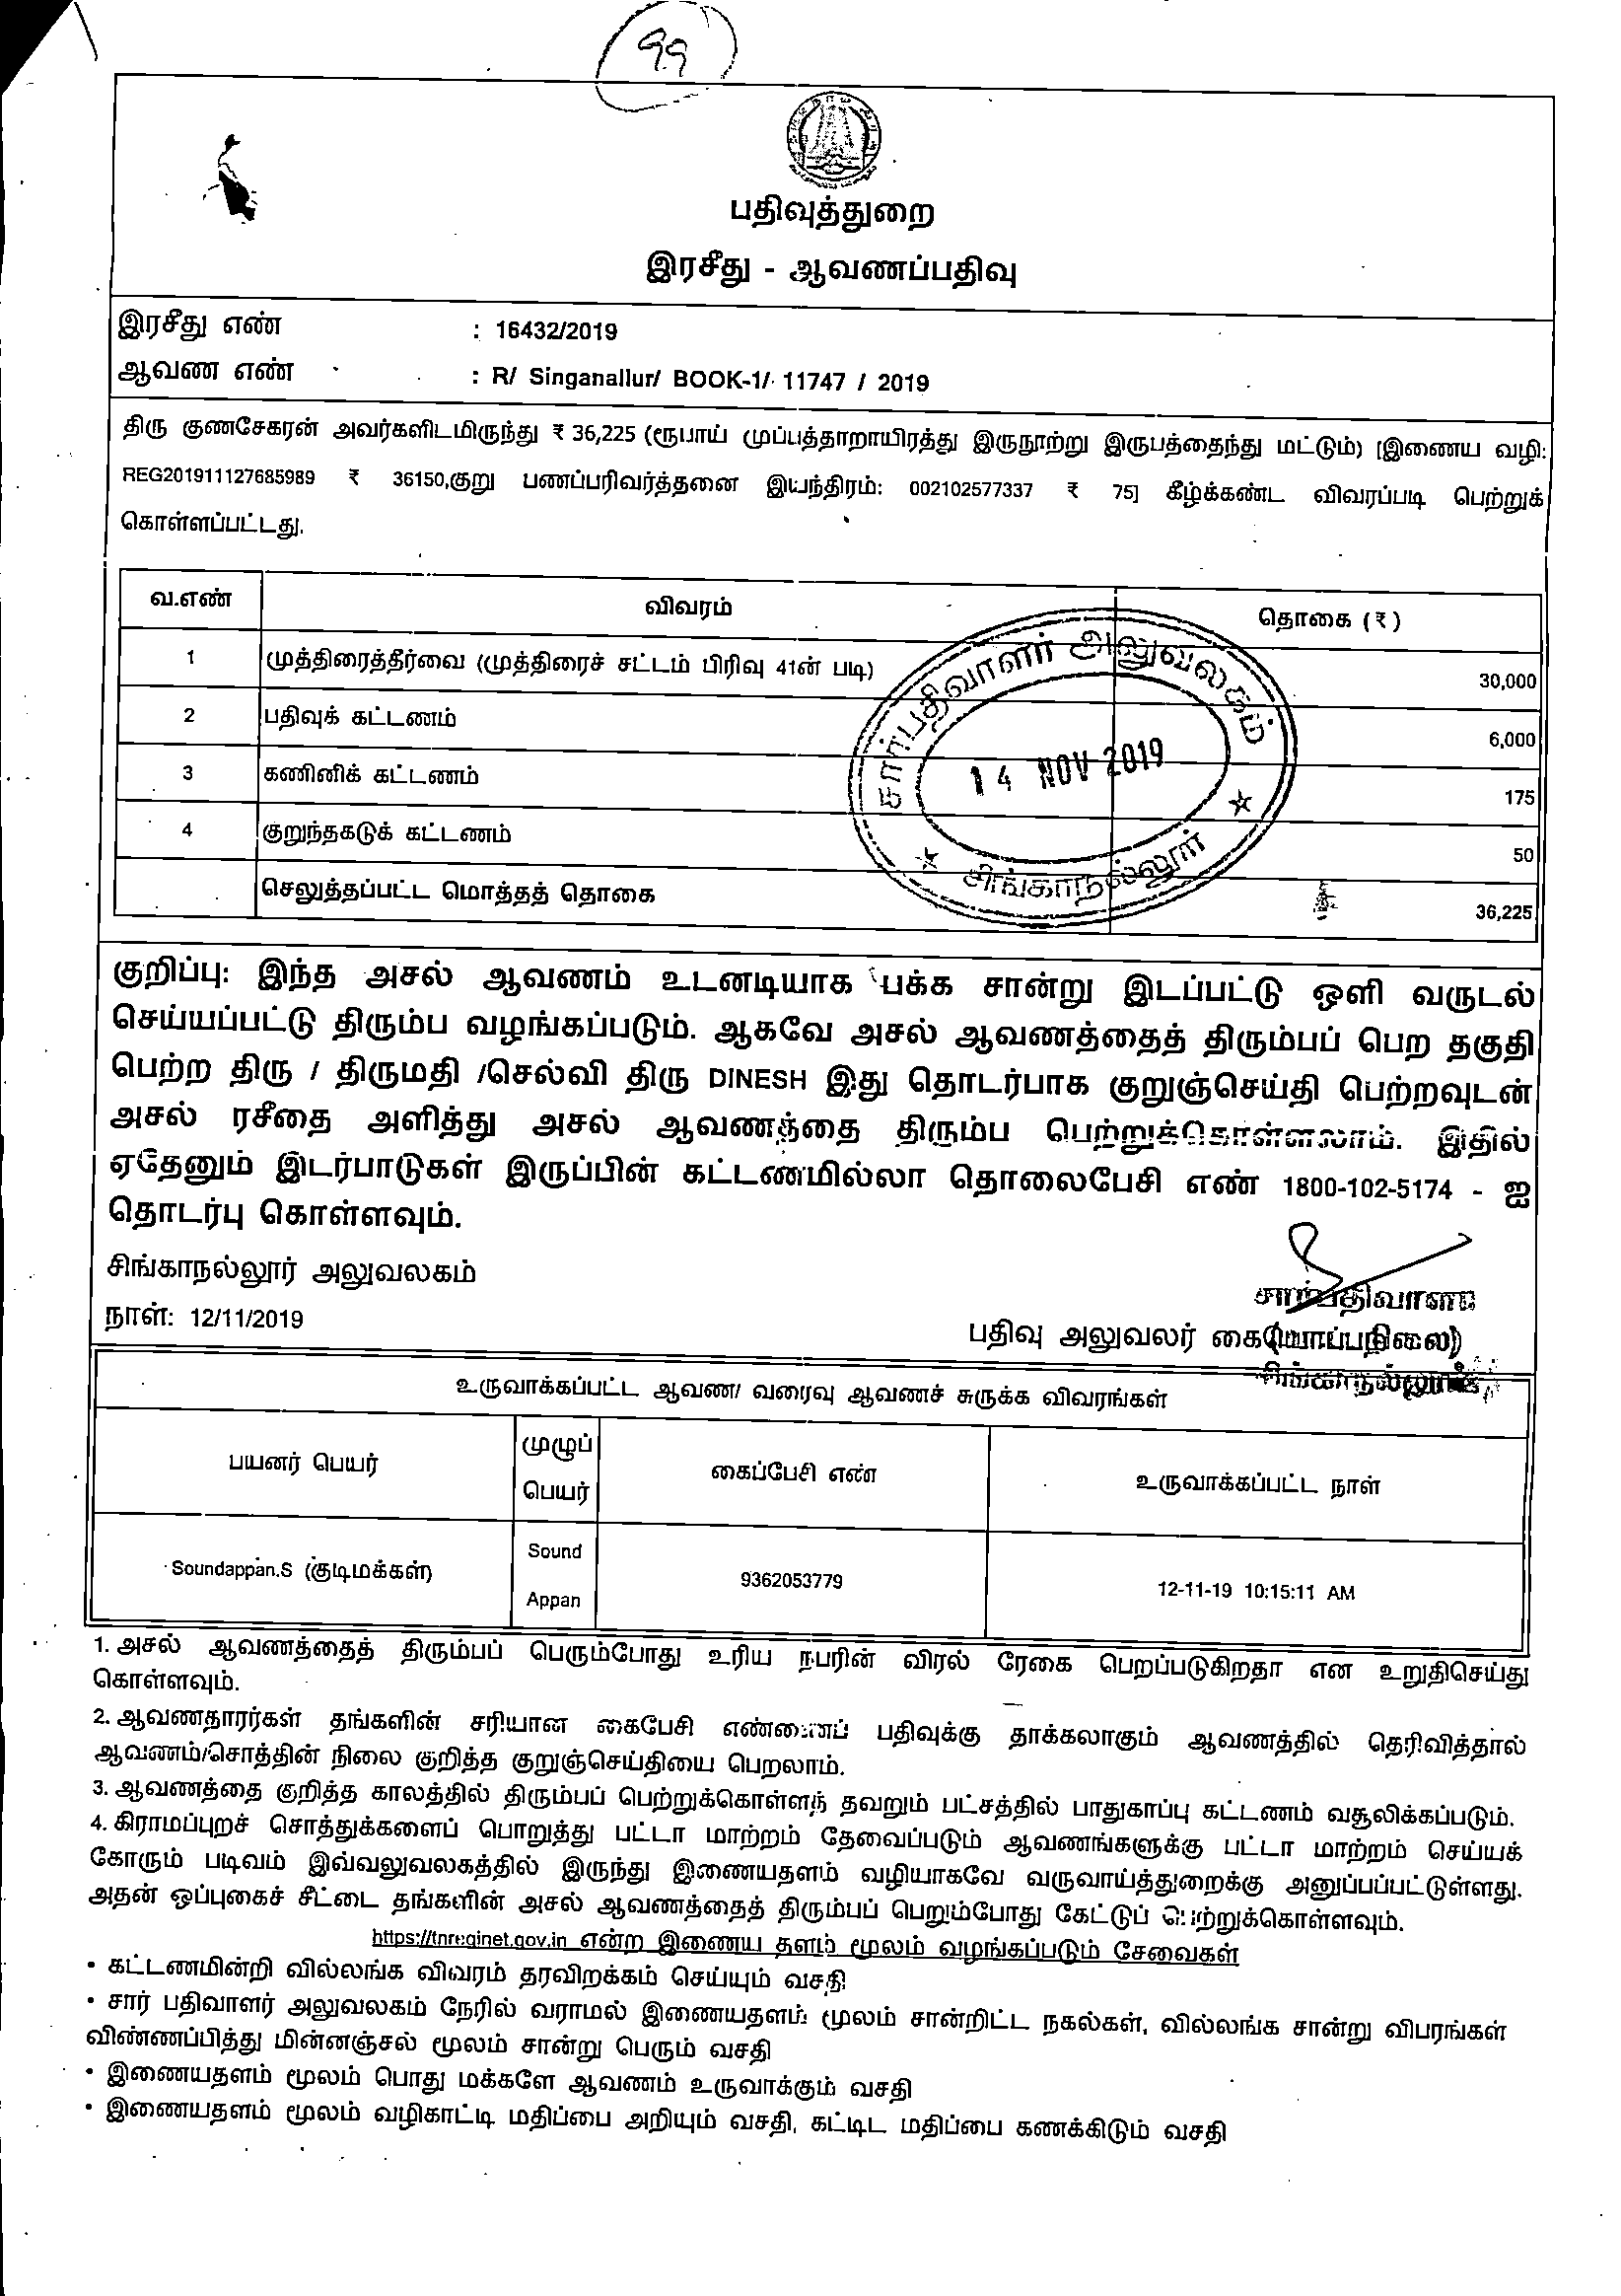 99
பதிவுத்துறை
இரசீது - ஆவணப்பதிவு
இரசீது எண் : 16432/2019
ஆவண எண் : R/ Singanallur/ BOOK-1/ 11747 / 2019
திரு குணசேகரன் அவர்களிடமிருந்து ₹ 36,225 (ரூபாய் முப்பத்தாறாயிரத்து இருநூற்று இருபத்தைந்து மட்டும்) [இணைய வழி:
REG201911127685989 ₹ 36150,குறு பணப்பரிவர்த்தனை இயந்திரம்: 002102577337 ₹ 75] கீழ்க்கண்ட விவரப்படி பெற்றுக்
கொள்ளப்பட்டது.
வ.எண் விவரம் தொகை (₹)
1 முத்திரைத்தீர்வை (முத்திரைச் சட்டம் பிரிவு 41ன் படி) 30,000
2 பதிவுக் கட்டணம் 6,000
3 கணினிக் கட்டணம் 175
4 குறுந்தகடுக் கட்டணம் 50
செலுத்தப்பட்ட மொத்தத் தொகை 36,225
சார்பதிவாளர் அலுவலகம்
14 NOV 2019
சிங்காநல்லூர்
குறிப்பு: இந்த அசல் ஆவணம் உடனடியாக பக்க சான்று இடப்பட்டு ஒளி வருடல்
செய்யப்பட்டு திரும்ப வழங்கப்படும். ஆகவே அசல் ஆவணத்தைத் திரும்பப் பெற தகுதி
பெற்ற திரு / திருமதி /செல்வி திரு DINESH இது தொடர்பாக குறுஞ்செய்தி பெற்றவுடன்
அசல் ரசீதை அளித்து அசல் ஆவணத்தை திரும்ப பெற்றுக்கொள்ளலாம். இதில்
ஏதேனும் இடர்பாடுகள் இருப்பின் கட்டணமில்லா தொலைபேசி எண் 1800-102-5174 - ஐ
தொடர்பு கொள்ளவும்.
சிங்காநல்லூர் அலுவலகம்
நாள்: 12/11/2019
சார்பதிவாளர்
பதிவு அலுவலர் கையொப்பம்
சிங்காநல்லூர்
உருவாக்கப்பட்ட ஆவண/ வரைவு ஆவணச் சுருக்க விவரங்கள்
பயனர் பெயர் முழுப் பெயர் கைப்பேசி எண் உருவாக்கப்பட்ட நாள்
Soundappan.S (குடிமக்கள்) Sound Appan 9362053779 12-11-19 10:15:11 AM
1. அசல் ஆவணத்தைத் திரும்பப் பெரும்போது உரிய நபரின் விரல் ரேகை பெறப்படுகிறதா என உறுதிசெய்து
கொள்ளவும்.
2. ஆவணதாரர்கள் தங்களின் சரியான கைபேசி எண்ணைப் பதிவுக்கு தாக்கலாகும் ஆவணத்தில் தெரிவித்தால்
ஆவணம்/சொத்தின் நிலை குறித்த குறுஞ்செய்தியை பெறலாம்.
3. ஆவணத்தை குறித்த காலத்தில் திரும்பப் பெற்றுக்கொள்ளத் தவறும் பட்சத்தில் பாதுகாப்பு கட்டணம் வசூலிக்கப்படும்.
4. கிராமப்புறச் சொத்துக்களைப் பொறுத்து பட்டா மாற்றம் தேவைப்படும் ஆவணங்களுக்கு பட்டா மாற்றம் செய்யக்
கோரும் படிவம் இவ்வலுவலகத்தில் இருந்து இணையதளம் வழியாகவே வருவாய்த்துறைக்கு அனுப்பப்பட்டுள்ளது.
அதன் ஒப்புகைச் சீட்டை தங்களின் அசல் ஆவணத்தைத் திரும்பப் பெறும்போது கேட்டுப் பெற்றுக்கொள்ளவும்.
https://tnreginet.gov.in என்ற இணைய தளம் மூலம் வழங்கப்படும் சேவைகள்
• கட்டணமின்றி வில்லங்க விவரம் தரவிறக்கம் செய்யும் வசதி
• சார் பதிவாளர் அலுவலகம் நேரில் வராமல் இணையதளம் மூலம் சான்றிட்ட நகல்கள், வில்லங்க சான்று விபரங்கள்
விண்ணப்பித்து மின்னஞ்சல் மூலம் சான்று பெரும் வசதி
• இணையதளம் மூலம் பொது மக்களே ஆவணம் உருவாக்கும் வசதி
• இணையதளம் மூலம் வழிகாட்டி மதிப்பை அறியும் வசதி, கட்டிட மதிப்பை கணக்கிடும் வசதி